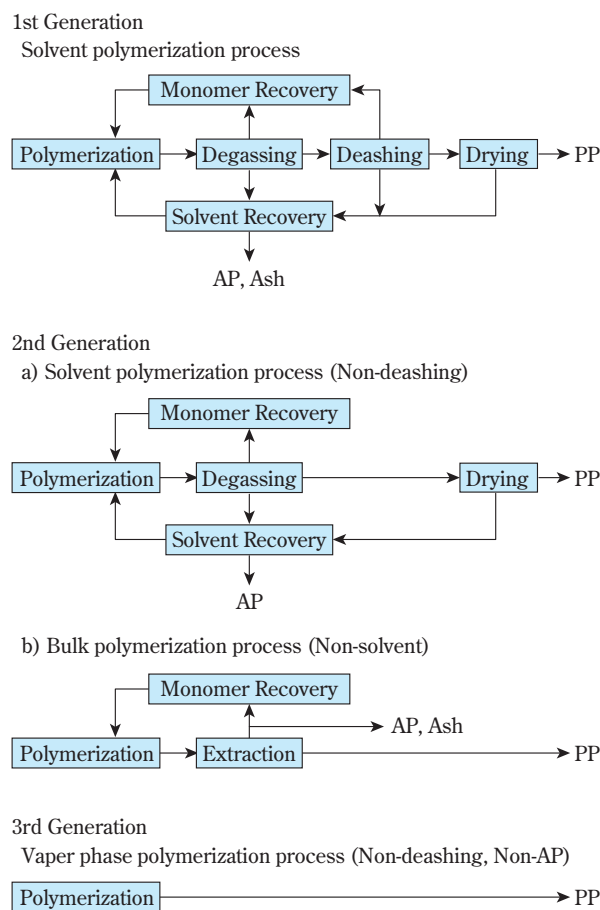 1st Generation
Solvent polymerization process
Monomer Recovery
Polymerization Degassing Deashing Drying PP
Solvent Recovery
AP, Ash
2nd Generation
a) Solvent polymerization process (Non-deashing)
Monomer Recovery
Polymerization Degassing Drying PP
Solvent Recovery
AP
b) Bulk polymerization process (Non-solvent)
Monomer Recovery
AP, Ash
Polymerization Extraction PP
3rd Generation
Vaper phase polymerization process (Non-deashing, Non-AP)
Polymerization PP